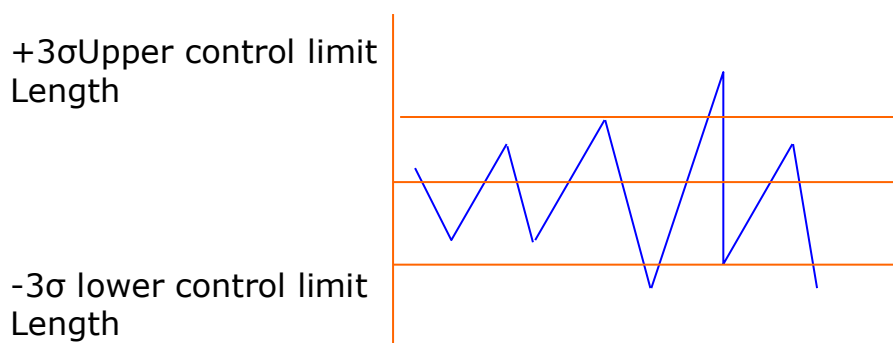 +3σUpper control limit
Length
-3σ lower control limit
Length